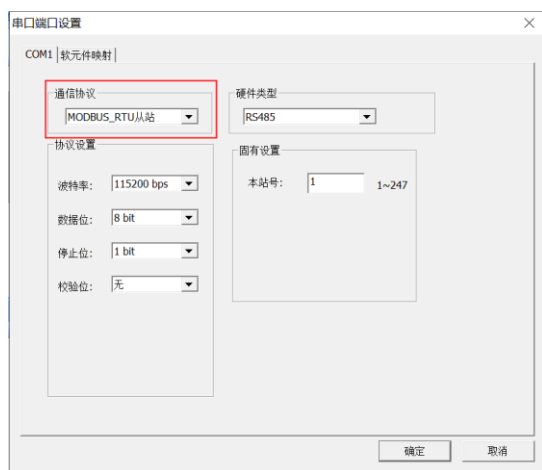 串口端口设置
COM1 软元件映射
通信协议
MODBUS_RTU从站
硬件类型
RS485
协议设置
波特率: 115200 bps
数据位: 8 bit
停止位: 1 bit
校验位: 无
固有设置
本站号: 1 1~247
确定 取消